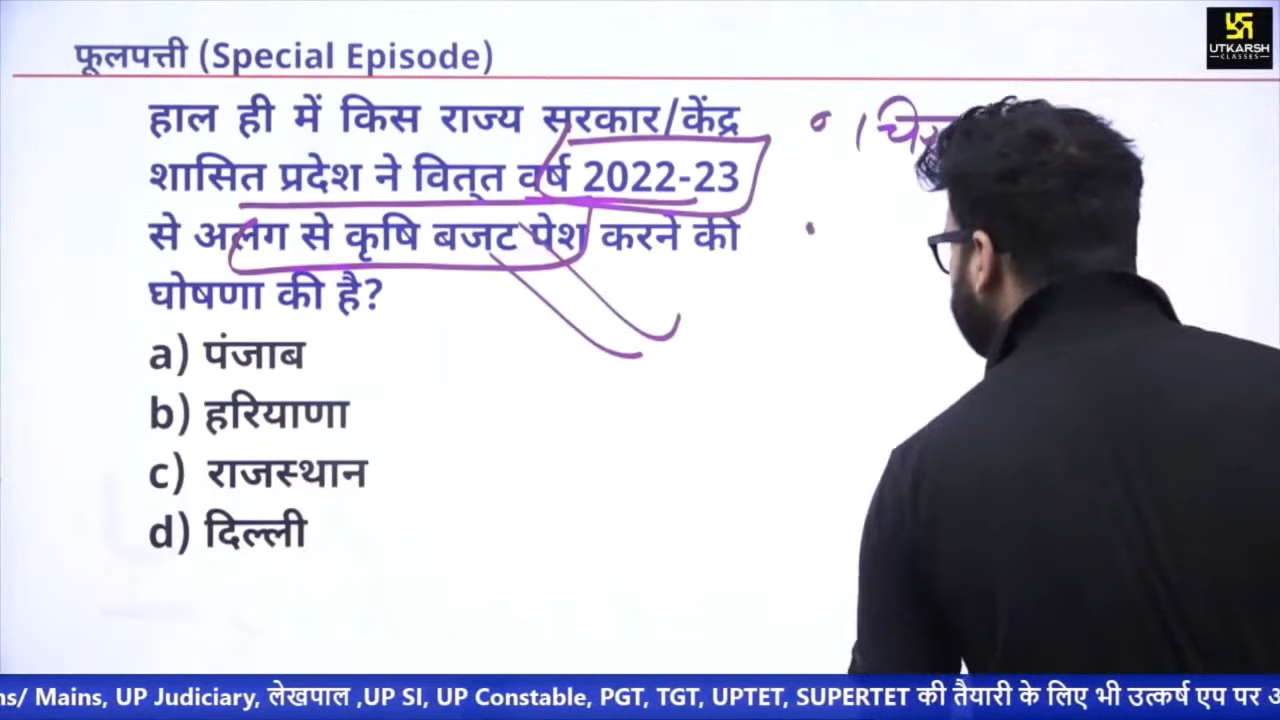 फूलपत्ती (Special Episode)
UTKARSH
CLASSES
हाल ही में किस राज्य सरकार/केंद्र
शासित प्रदेश ने वित्त वर्ष 2022-23
से अलग से कृषि बजट पेश करने की
घोषणा की है?
a) पंजाब
b) हरियाणा
c) राजस्थान
d) दिल्ली
Mains, UP Judiciary, लेखपाल ,UP SI, UP Constable, PGT, TGT, UPTET, SUPERTET की तैयारी के लिए भी उत्कर्ष एप पर